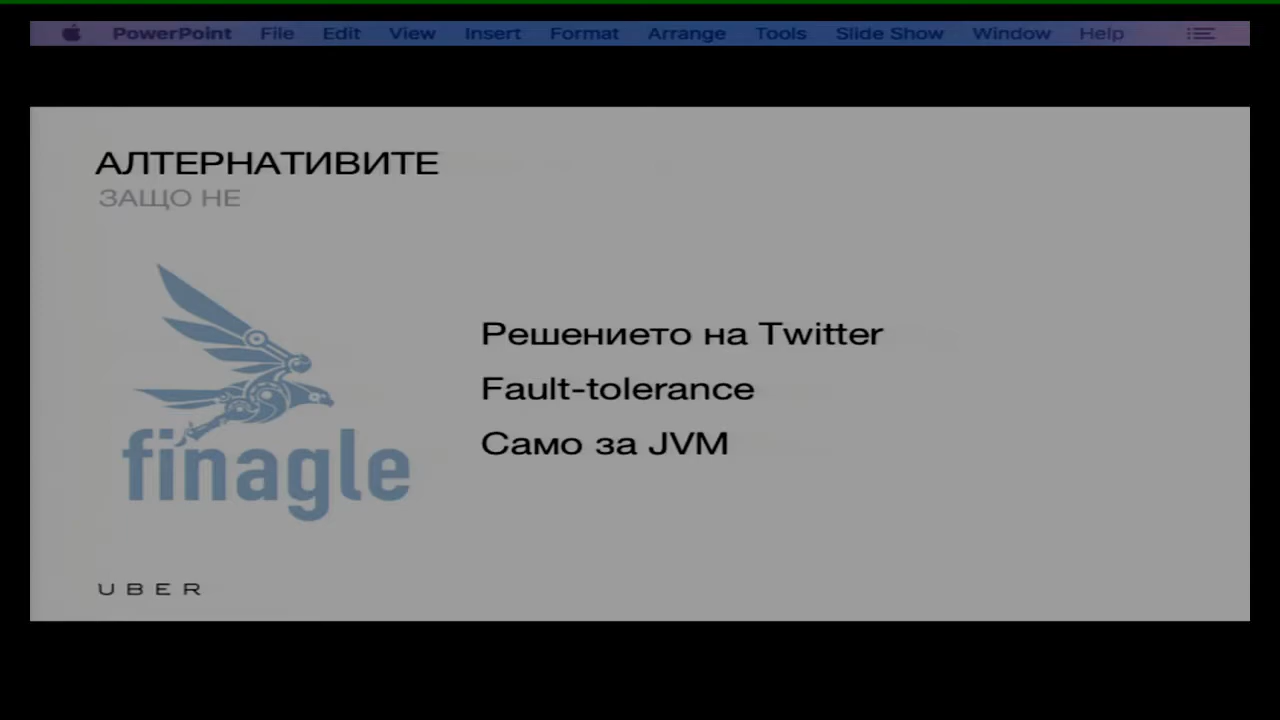 PowerPoint File Edit View Insert Format Arrange Tools Slide Show Window Help
АЛТЕРНАТИВИТЕ
ЗАЩО НЕ
Решението на Twitter
Fault-tolerance
Само за JVM
finagle
UBER